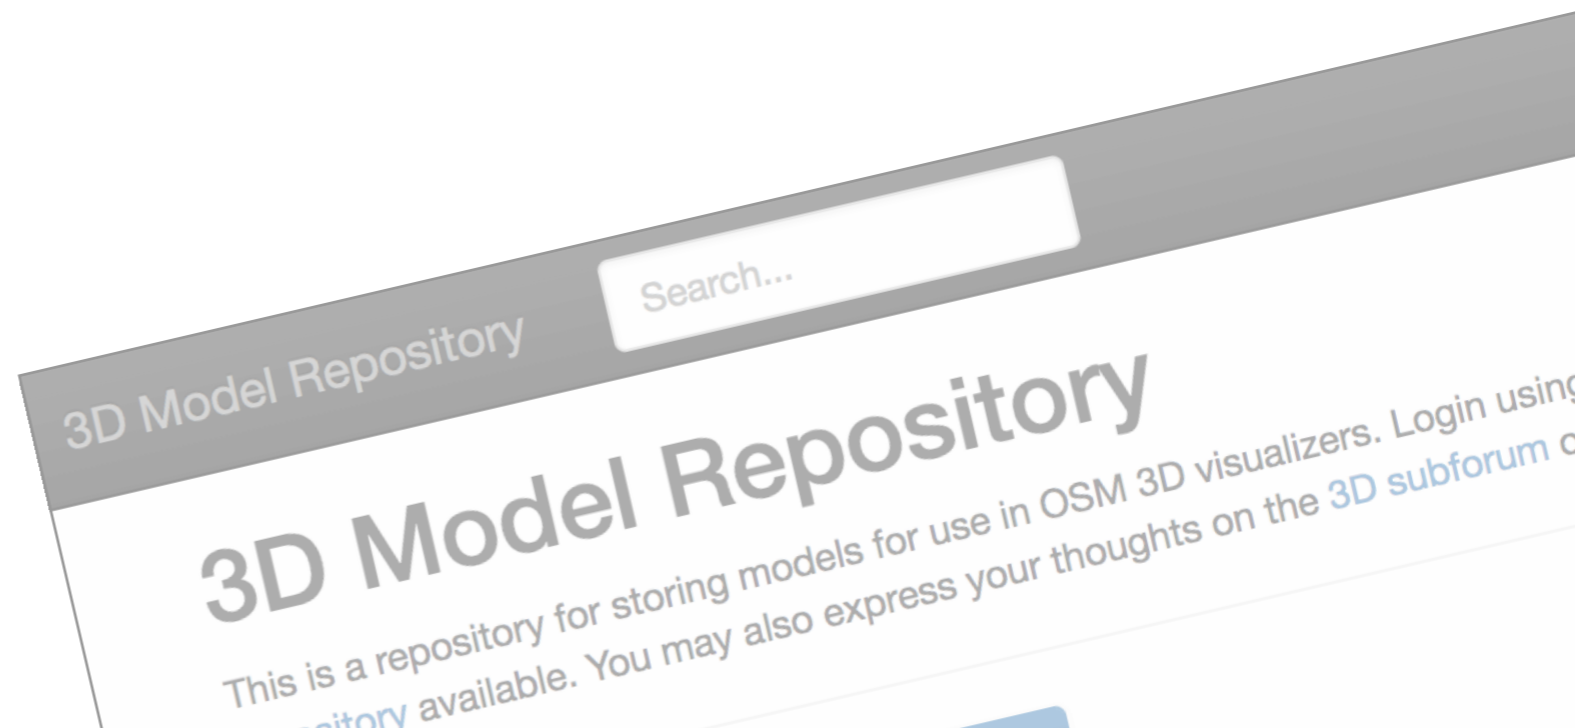 3D Model Repository
Search...
3D Model Repository
This is a repository for storing models for use in OSM 3D visualizers. Login using
available. You may also express your thoughts on the 3D subforum